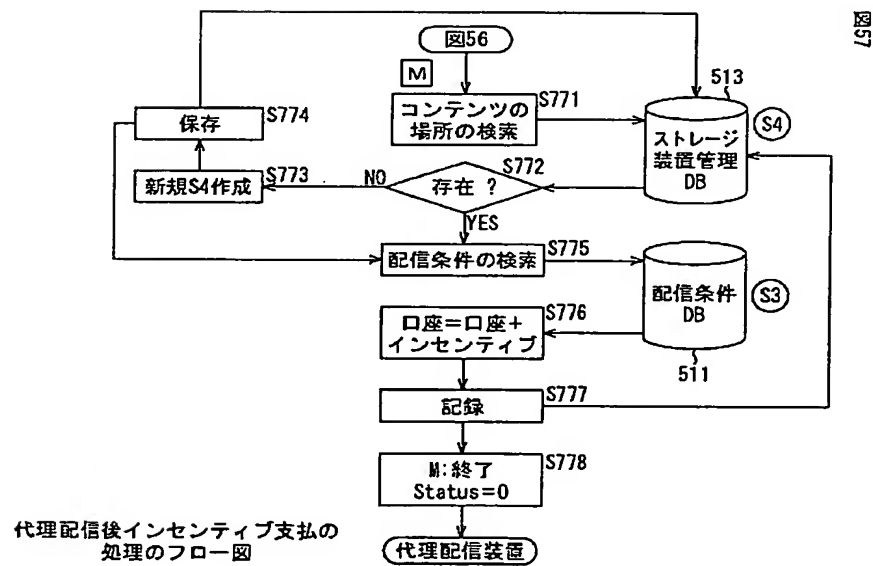 図57
図56
M
S771
コンテンツの
場所の検索
513
S4
ストレージ
装置管理
DB
S774
保存
S773
新規S4作成
NO
S772
存在 ?
YES
S775
配信条件の検索
配信条件
DB
S3
511
S776
口座=口座+
インセンティブ
S777
記録
S778
M:終了
Status=0
代理配信装置
代理配信後インセンティブ支払の
処理のフロー図